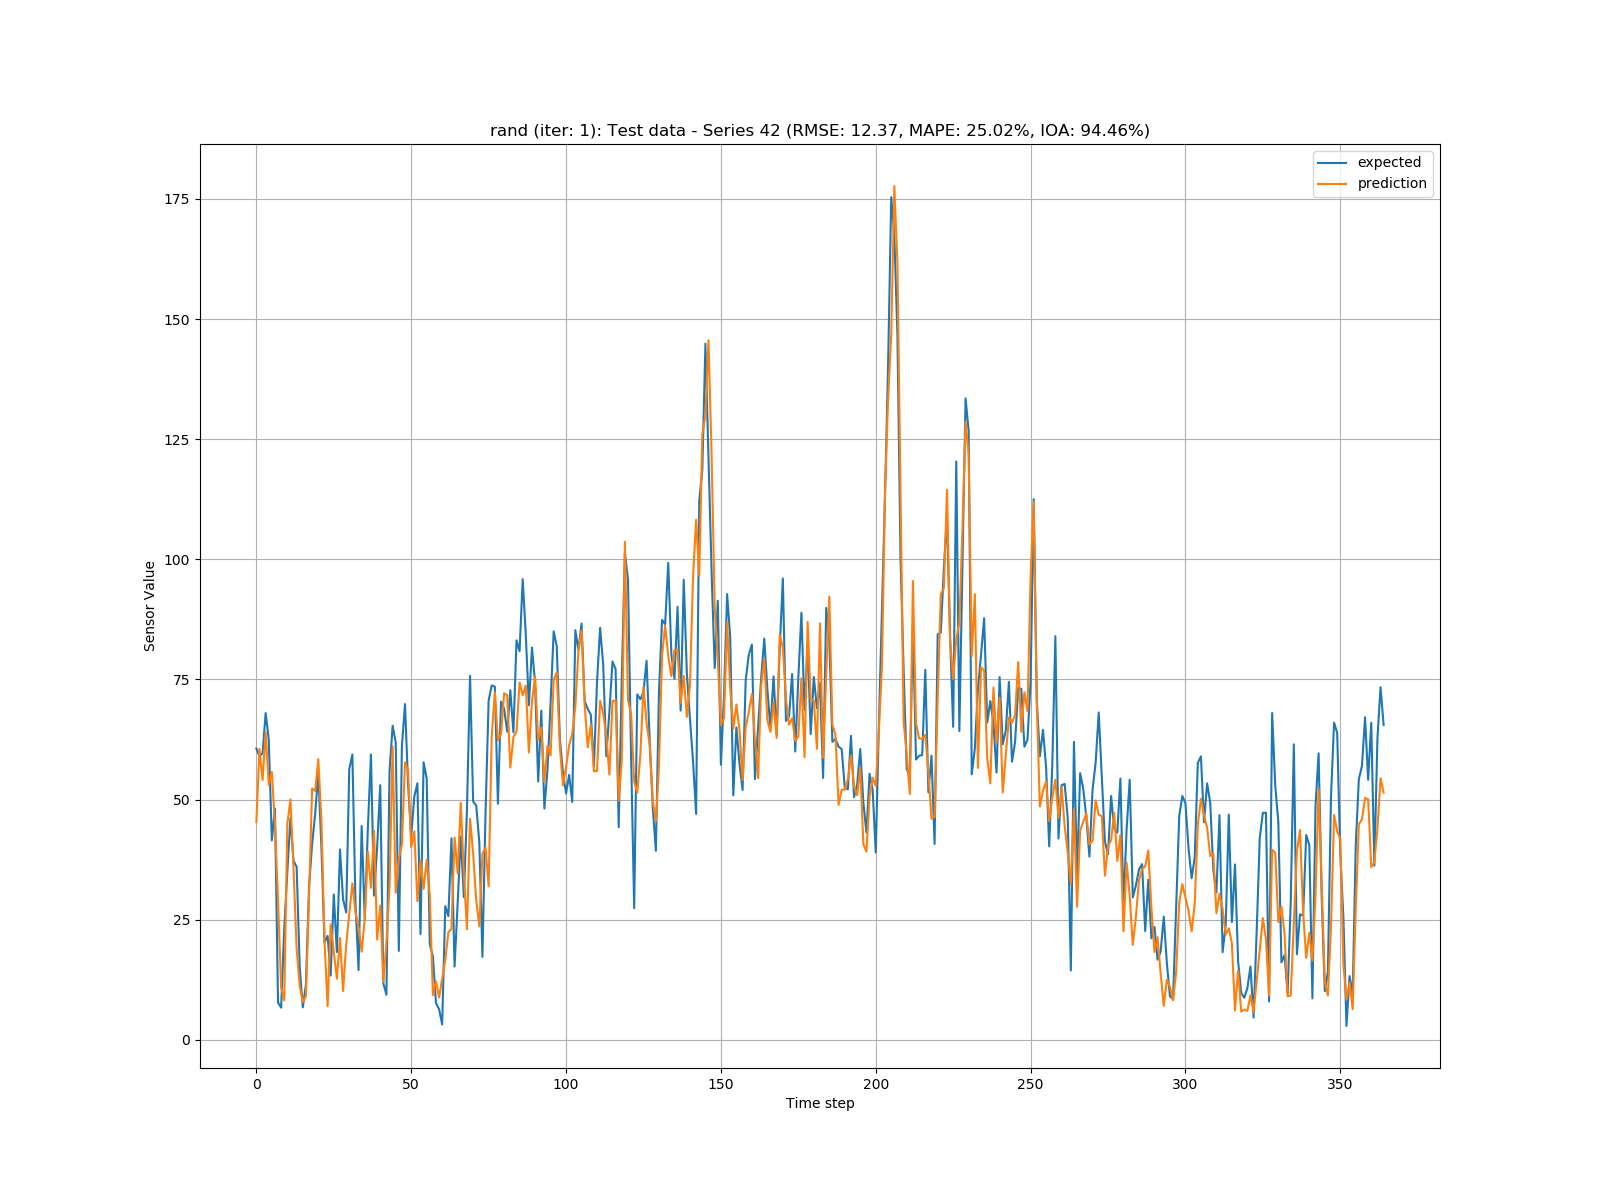 rand (iter: 1): Test data - Series 42 (RMSE: 12.37, MAPE: 25.02%, IOA: 94.46%)
expected
prediction
175
150
125
100
75
50
25
0
Sensor Value
0 50 100 150 200 250 300 350
Time step